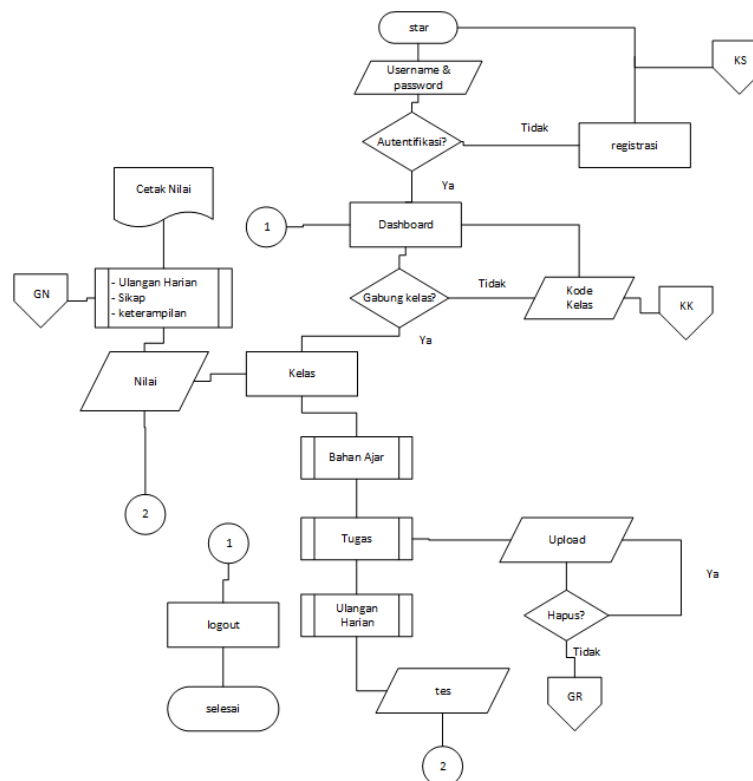 star
KS
Username &
password
Tidak
Autentifikasi?
registrasi
Ya
Cetak Nilai
1
Dashboard
GN
- Ulangan Harian
- Sikap
- keterampilan
Gabung kelas?
Tidak
Kode
Kelas
KK
Ya
Nilai
Kelas
Bahan Ajar
2
1
Tugas
Upload
Ya
Ulangan
Harian
Hapus?
logout
Tidak
selesai
tes
GR
2